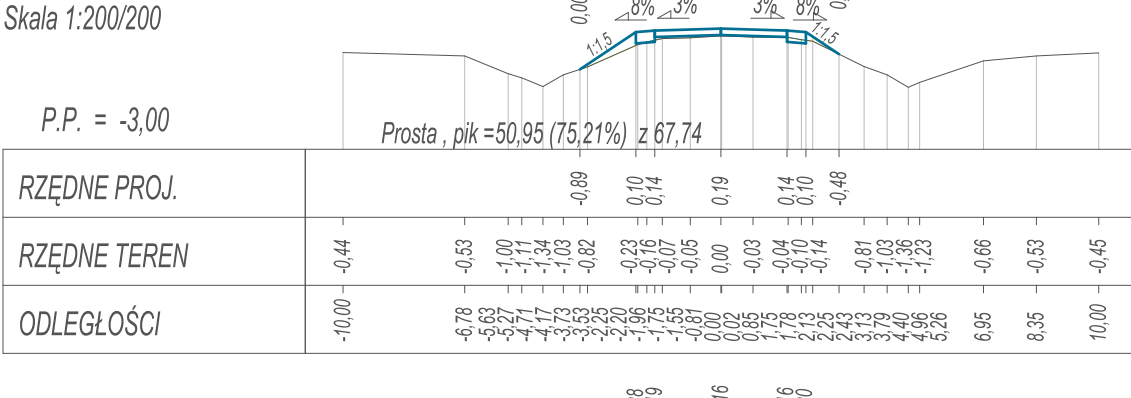 0,00
8% 3% 3% 8%
Skala 1:200/200
1:1,5 1:1,5
P.P. = -3,00
Prosta , pik =50,95 (75,21%) z 67,74
RZĘDNE PROJ. -0,89 0,10 0,14 0,19 0,14 0,10 -0,48
RZĘDNE TEREN -0,44 -0,53 -1,00 -1,11 -1,34 -1,03 -0,82 -0,23 -0,16 -0,07 -0,05 0,00 -0,03 -0,04 -0,10 -0,14 -0,81 -1,03 -1,36 -1,23 -0,66 -0,53 -0,45
ODLEGŁOŚCI -10,00 -6,78 -5,63 -5,27 -4,71 -4,17 -3,73 -3,53 -2,25 -2,20 -1,96 -1,75 -1,55 -0,81 0,00 0,02 0,85 1,75 1,78 2,13 2,25 2,43 3,13 3,79 4,40 4,96 5,26 6,95 8,35 10,00